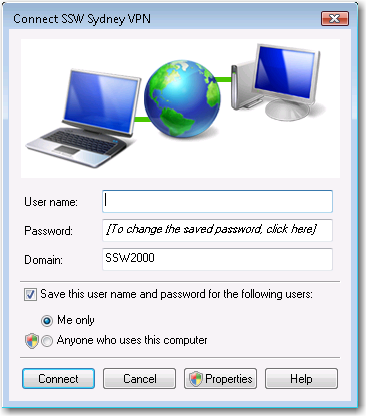 Connect SSW Sydney VPN
User name:
Password: [To change the saved password, click here]
Domain: SSW2000
Save this user name and password for the following users:
Me only
Anyone who uses this computer
Connect Cancel Properties Help